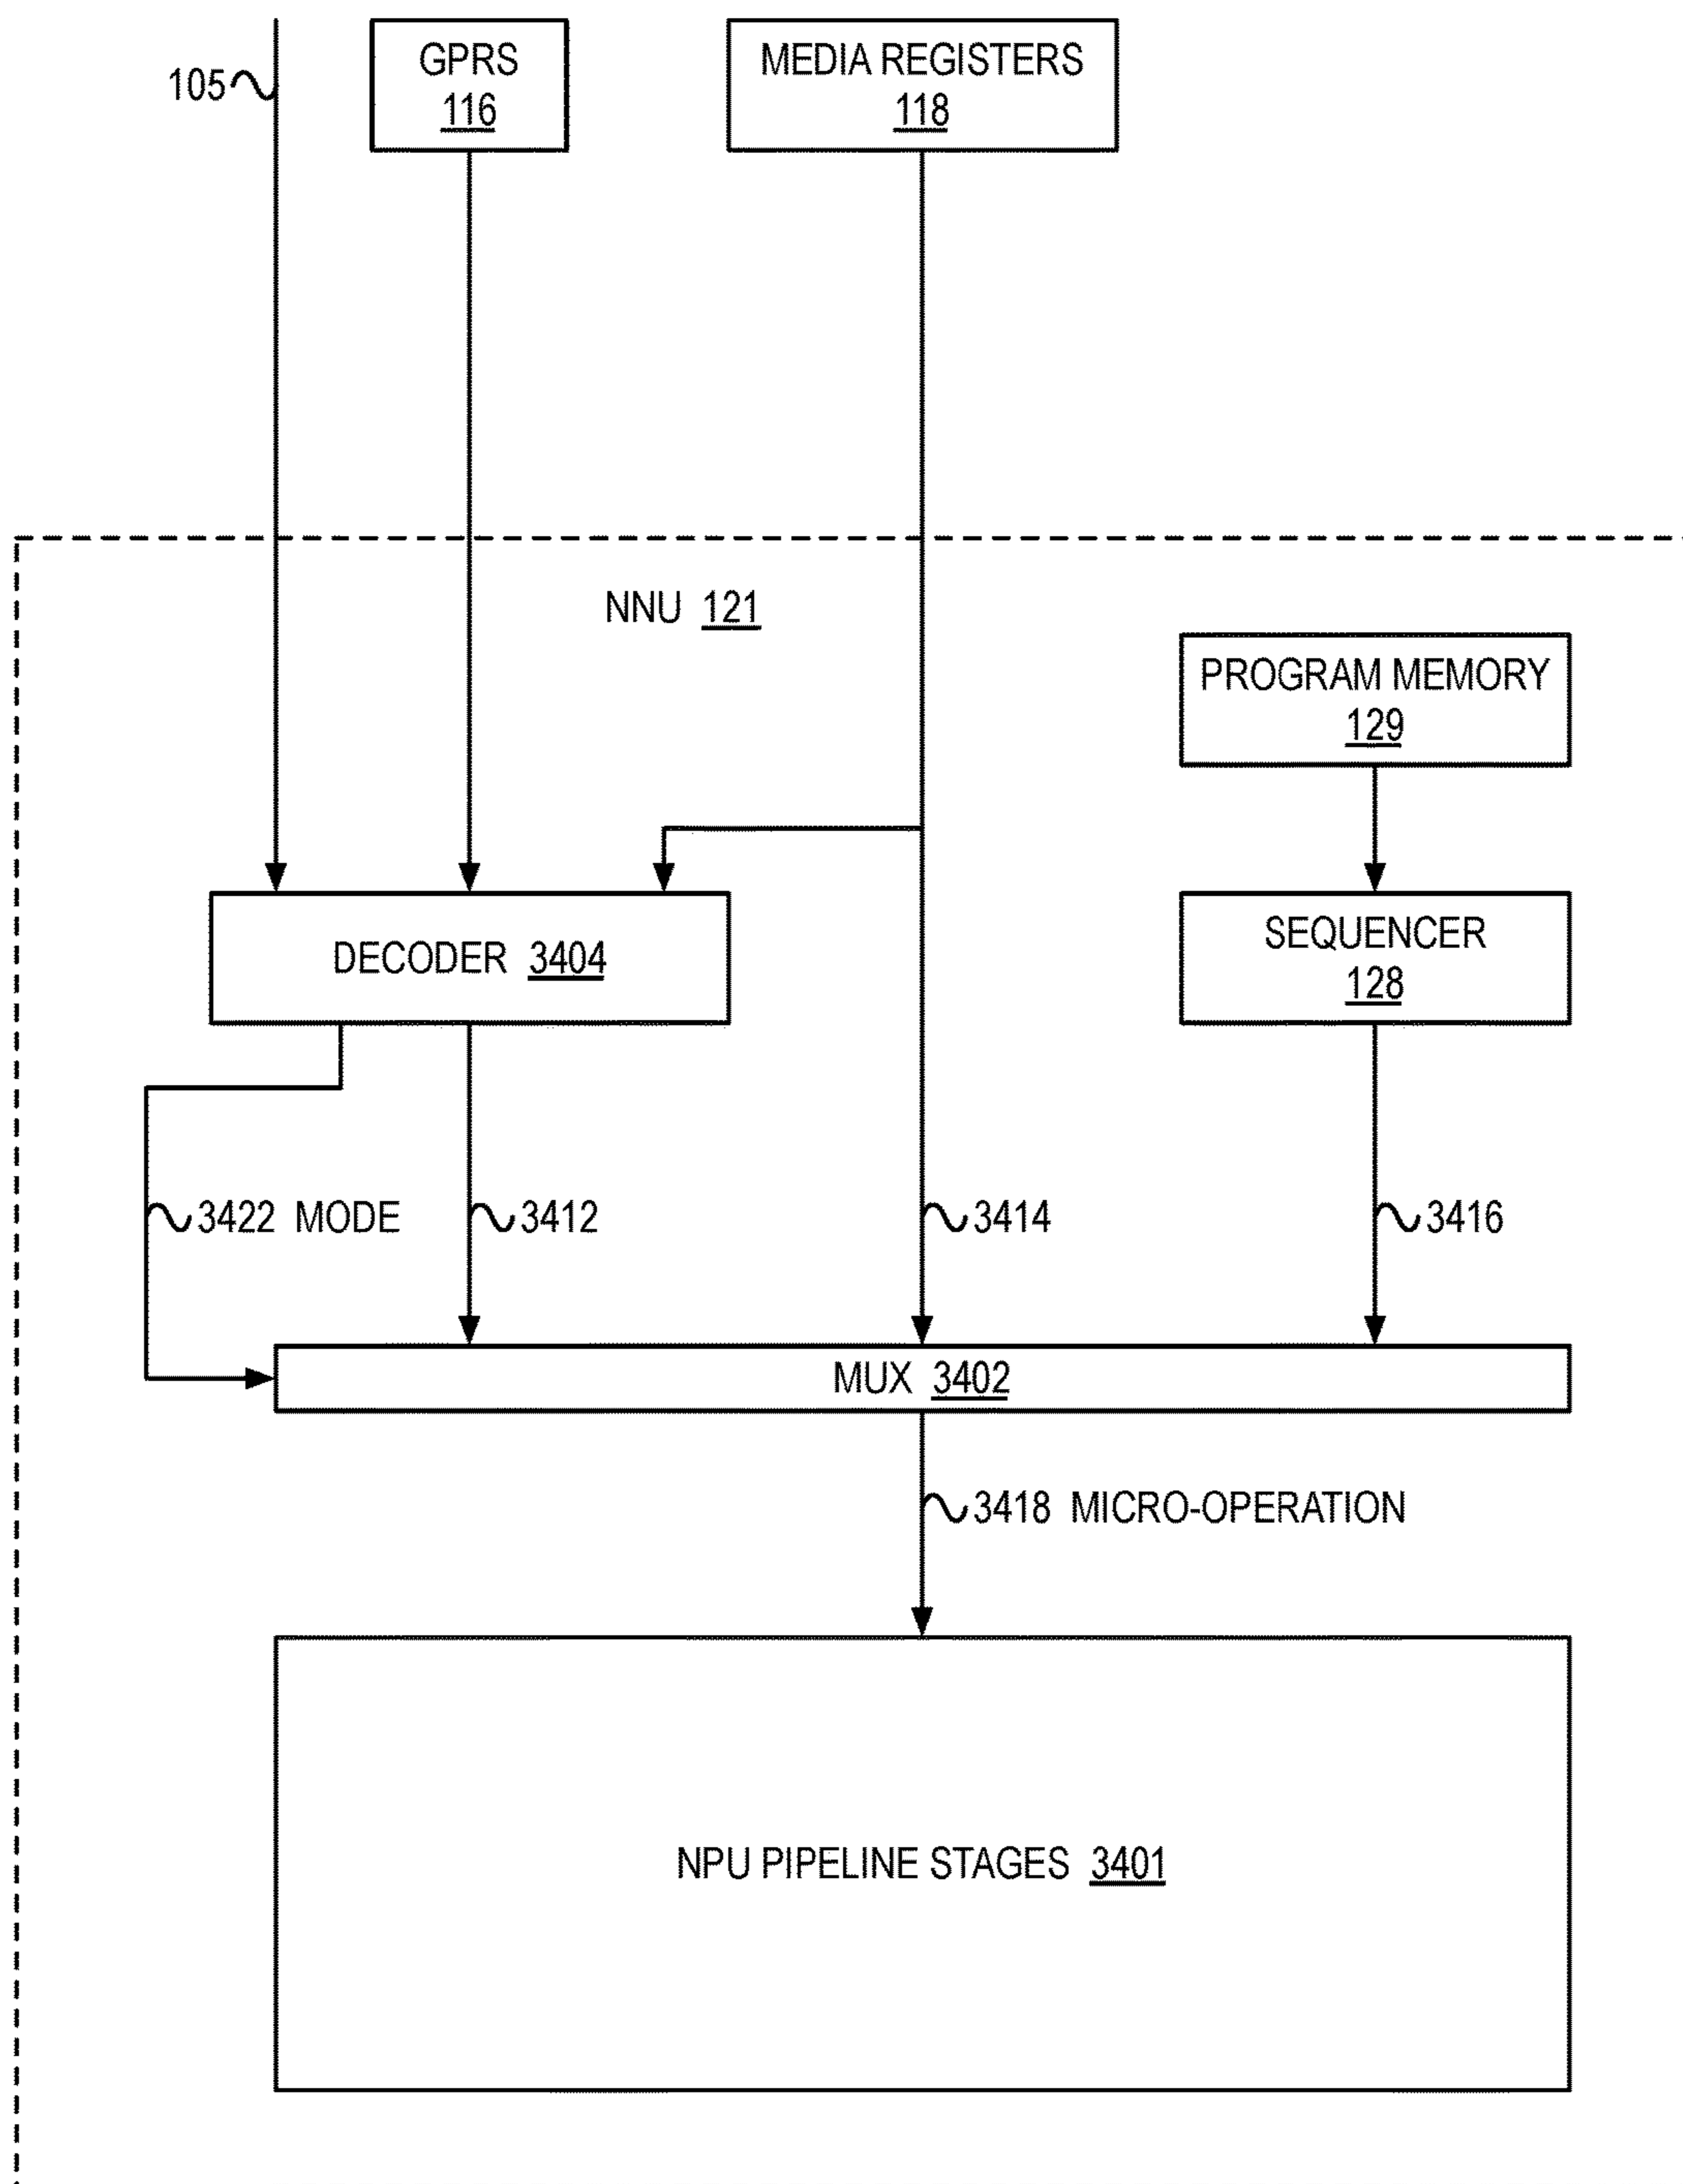 105
GPRS
116
MEDIA REGISTERS
118
NNU 121
PROGRAM MEMORY
129
DECODER 3404
SEQUENCER
128
3422 MODE
3412
3414
3416
MUX 3402
3418 MICRO-OPERATION
NPU PIPELINE STAGES 3401